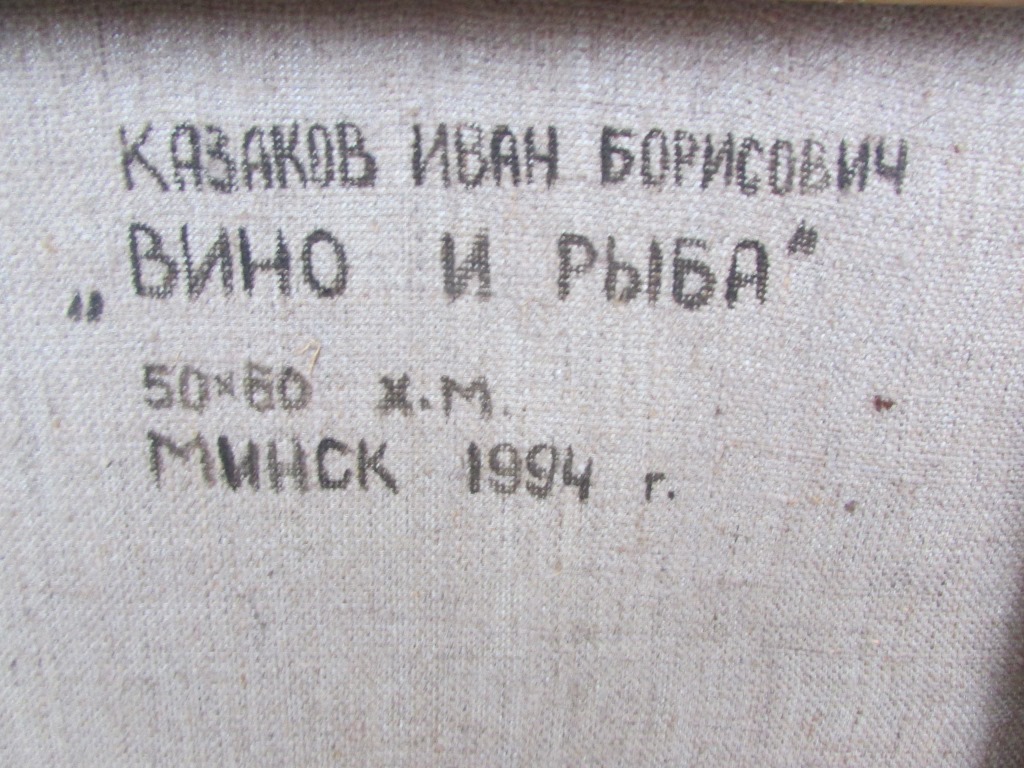 КАЗАКОВ ИВАН БОРИСОВИЧ
„ВИНО И РЫБА“
50×60 х.м.
МИНСК 1994 г.